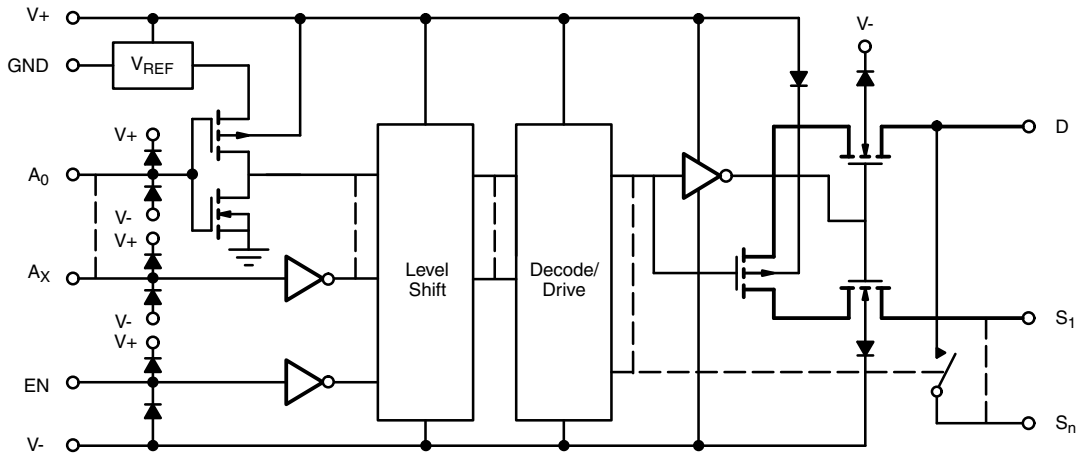 V+
V-
GND
VREF
V+
D
A0
V-
V+
AX
Level
Shift
Decode/
Drive
V-
V+
S1
EN
Sn
V-